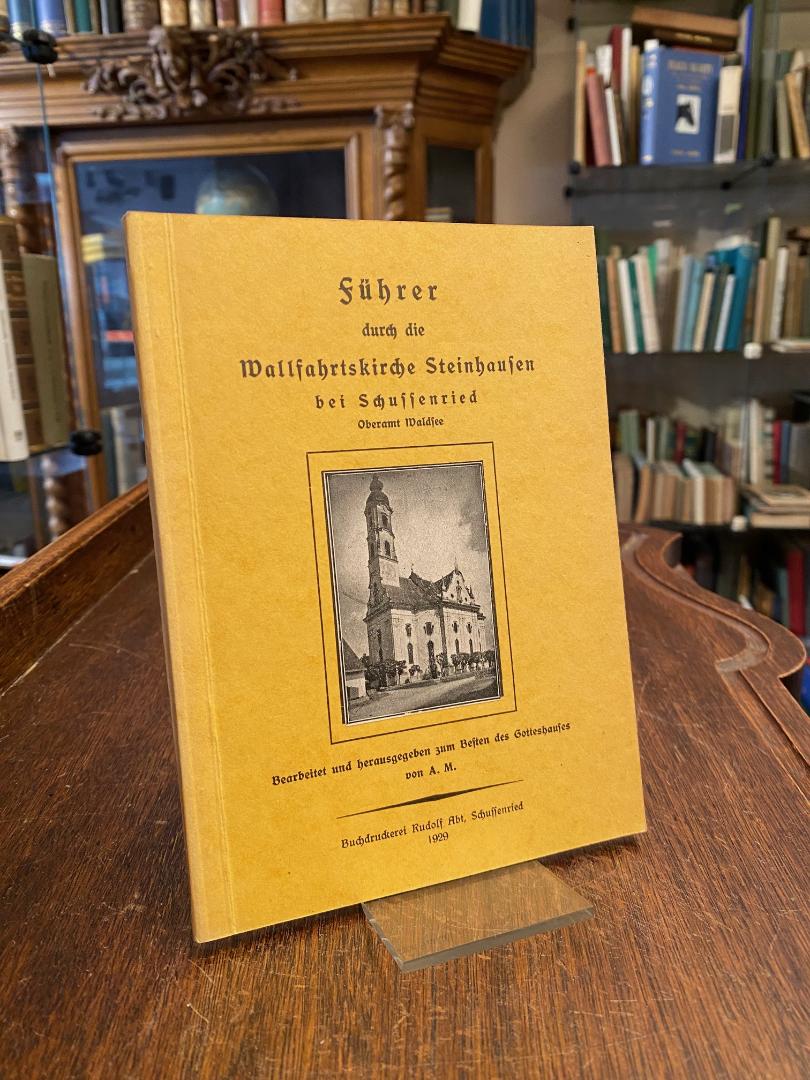 Führer
durch die
Wallfahrtskirche Steinhausen
bei Schussenried
Oberamt Waldsee
Bearbeitet und herausgegeben zum Besten des Gotteshauses
von A. M.
Buchdruckerei Rudolf Abt, Schussenried
1929